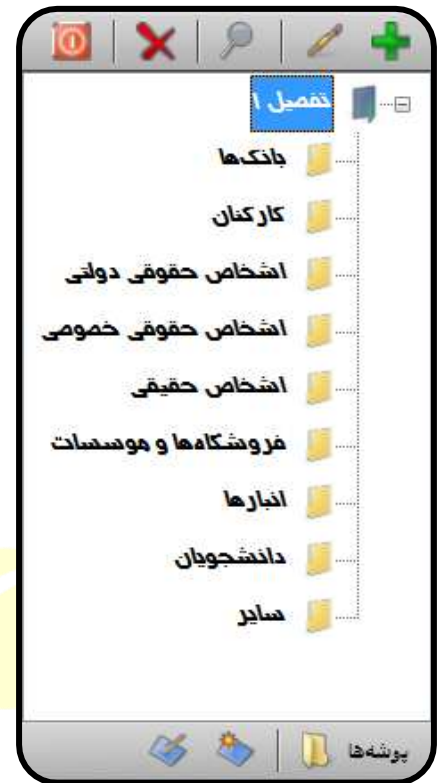 تفصیل ۱
بانک‌ها
کارکنان
اشخاص حقوقی دولتی
اشخاص حقوقی خصوصی
اشخاص حقیقی
فروشگاه‌ها و موسسات
انبارها
دانشجویان
سایر
پوشه‌ها